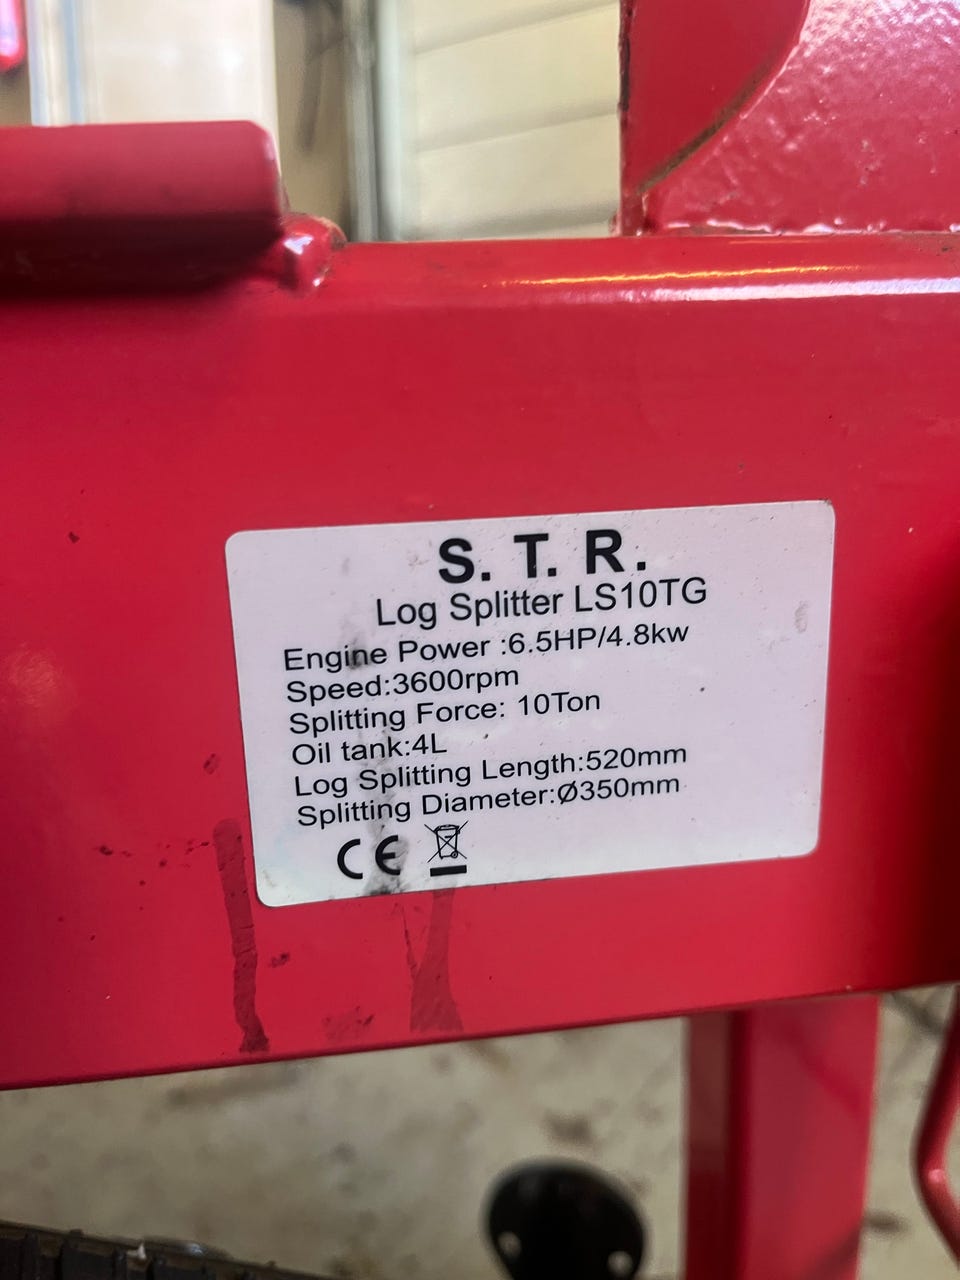 S. T. R.
Log Splitter LS10TG
Engine Power :6.5HP/4.8kw
Speed:3600rpm
Splitting Force: 10Ton
Oil tank:4L
Log Splitting Length:520mm
Splitting Diameter:Ø350mm
CE